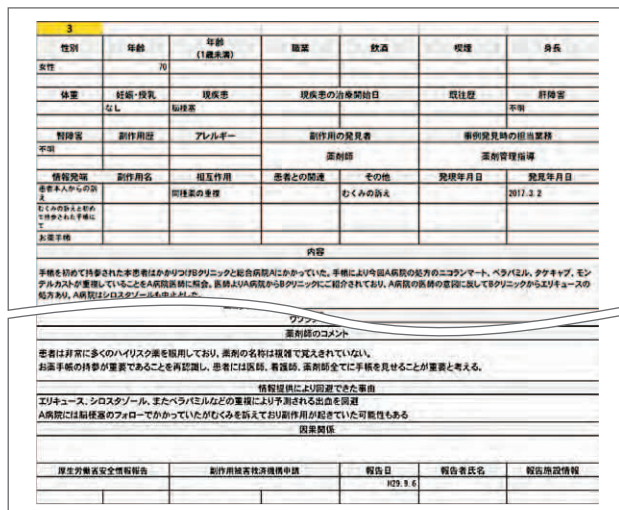 3
性別 年齢 年齢(1歳未満) 職業 飲酒 喫煙 身長
女性 70
体重 妊娠・授乳 現疾患 現疾患の治療開始日 既往歴 肝障害
なし 脳梗塞 不明
腎障害 副作用歴 アレルギー 副作用の発見者 事例発見時の担当業務
不明 薬剤師 薬剤管理指導
情報発端 副作用名 相互作用 患者との関連 その他 発現年月日 発見年月日
患者本人からの訴え 同種薬の重複 むくみの訴え 2017.3.2
むくみの訴えと初めて持参された手帳にて
お薬手帳
内容
手帳を初めて持参された本患者はかかりつけBクリニックと総合病院Aにかかっていた。手帳により今回A病院の処方のニコランマート、ベラ
パミル、タケキャブ、モンテルカストが重複していることをA病院医師に照会。医師よりA病院からBクリニックにご紹介されており、A病院の医師の意図に反してBクリニックからエリキュースの
処方あり、A病院はシロスタゾールも中止とした。
薬剤師のコメント
患者は非常に多くのハイリスク薬を服用しており、薬剤の名称は複雑で覚えきれていない。
お薬手帳の持参が重要であることを再認識し、患者には医師、看護師、薬剤師全てに手帳を見せることが重要と考える。
情報提供により回避できた事由
エリキュース、シロスタゾール、またベラパミルなどの重複により予測される出血を回避
A病院には脳梗塞のフォローでかかっていたがむくみを訴えており副作用が起きていた可能性もある
因果関係
厚生労働省安全情報報告 副作用被害救済機構申請 報告日 報告者氏名 報告施設情報
H29.9.6